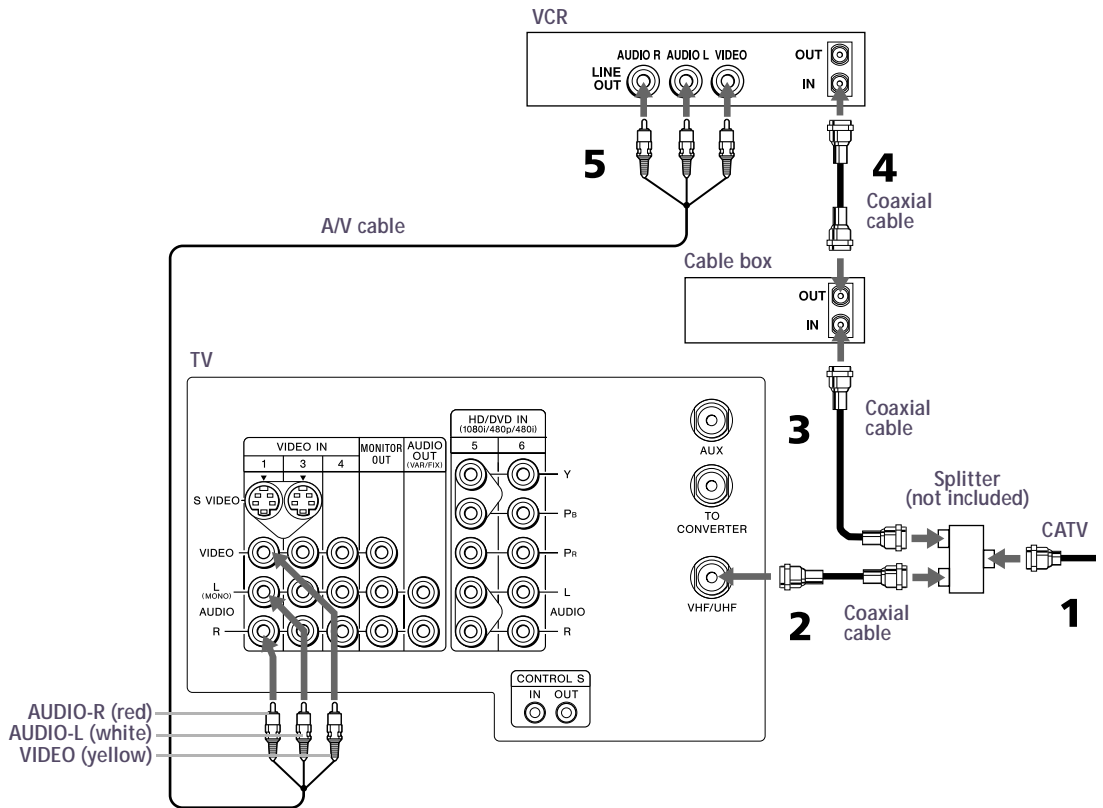 VCR
AUDIO R AUDIO L VIDEO
LINE
OUT
OUT
IN
5
4
Coaxial
cable
A/V cable
Cable box
OUT
IN
TV
3
Coaxial
cable
VIDEO IN
1 3 4
MONITOR
OUT
AUDIO
OUT
(VAR/FIX)
HD/DVD IN
(1080i/480p/480i)
5 6
S VIDEO
VIDEO
L
(MONO)
AUDIO
R
Y
PB
PR
L
AUDIO
R
AUX
TO
CONVERTER
VHF/UHF
Splitter
(not included)
CATV
2
Coaxial
cable
1
CONTROL S
IN OUT
AUDIO-R (red)
AUDIO-L (white)
VIDEO (yellow)